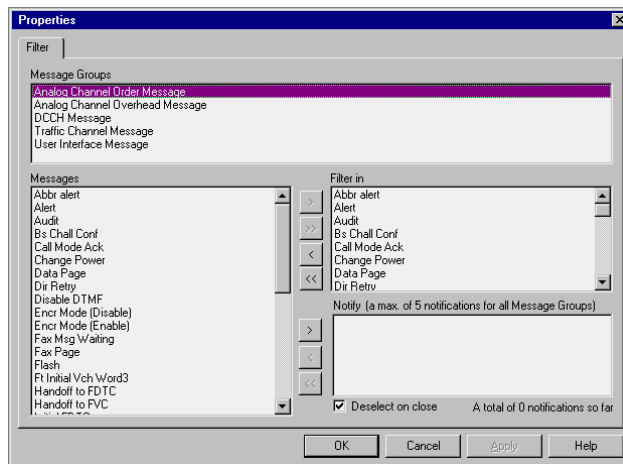 Properties
Filter
Message Groups
Analog Channel Order Message
Analog Channel Overhead Message
DCCH Message
Traffic Channel Message
User Interface Message
Messages
Abbr alert
Alert
Audit
Bs Chall Conf
Call Mode Ack
Change Power
Data Page
Dir Retry
Disable DTMF
Encr Mode (Disable)
Encr Mode (Enable)
Fax Msg Waiting
Fax Page
Flash
Ft Initial Vch Word3
Handoff to FDTC
Handoff to FVC
Initial FDTC
>
>>
<
<<
Filter in
Abbr alert
Alert
Audit
Bs Chall Conf
Call Mode Ack
Change Power
Data Page
Dir Retry
>
<
<<
Notify (a max. of 5 notifications for all Message Groups)
Deselect on close
A total of 0 notifications so far
OK
Cancel
Apply
Help